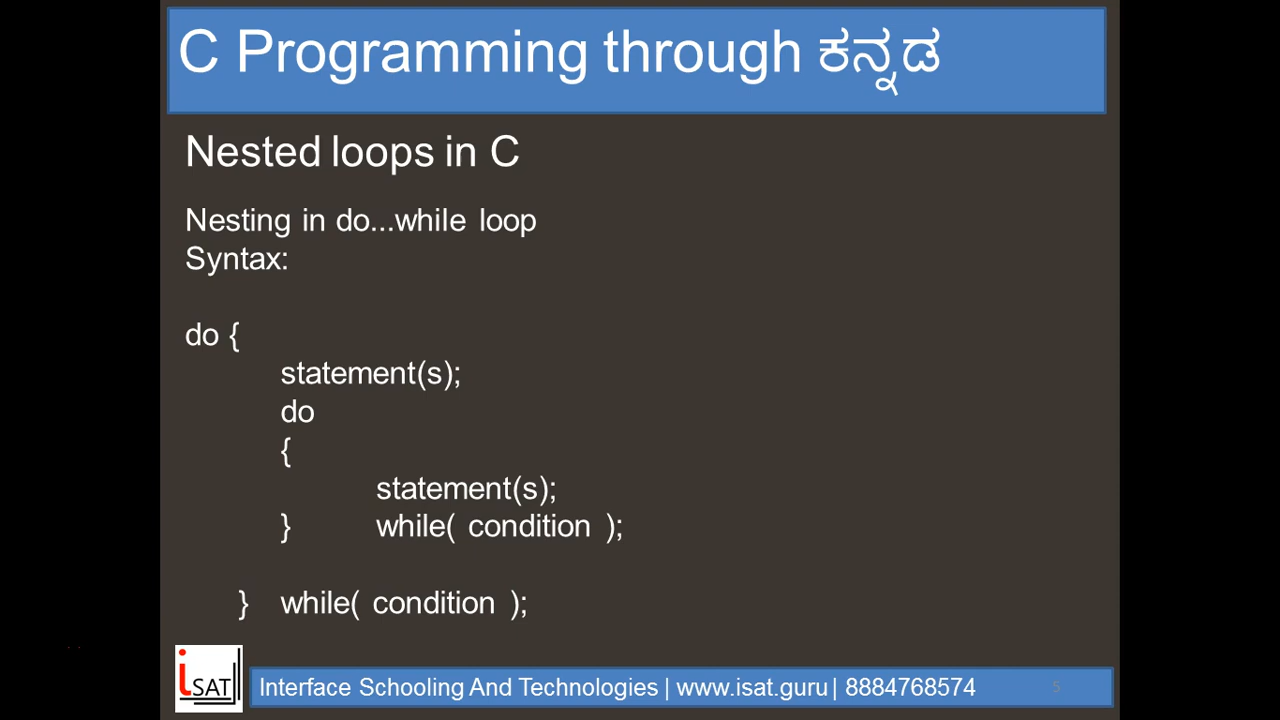 C Programming through ಕನ್ನಡ
Nested loops in C
Nesting in do...while loop
Syntax:
do {
statement(s);
do
{
statement(s);
} while( condition );
} while( condition );
iSAT
Interface Schooling And Technologies | www.isat.guru | 8884768574
5